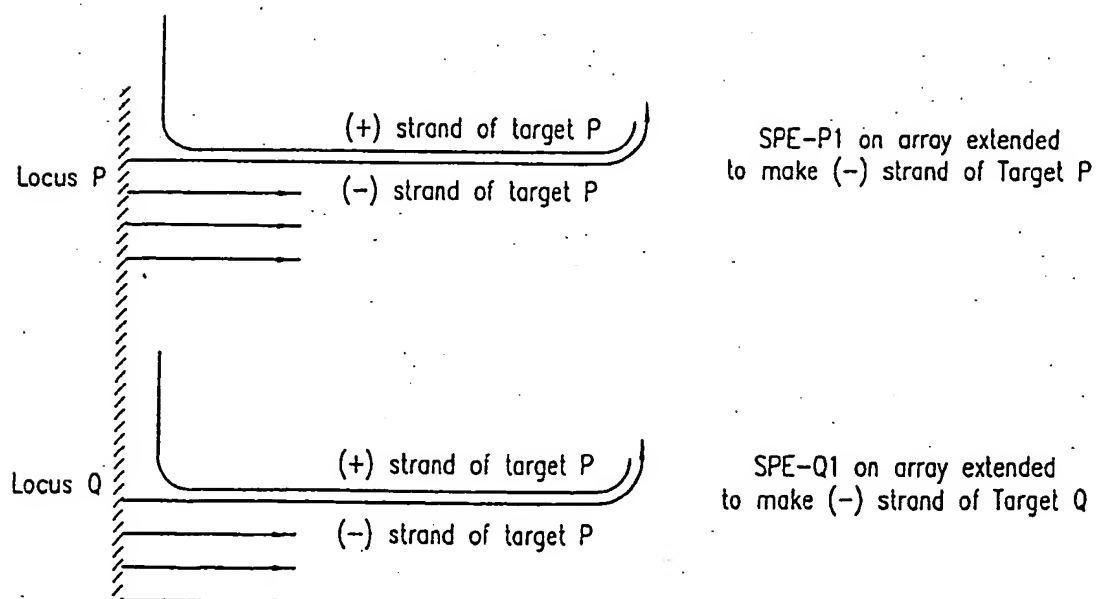 (+) strand of target P
SPE-P1 on array extended
to make (-) strand of Target P
Locus P
(-) strand of target P
(+) strand of target P
SPE-Q1 on array extended
to make (-) strand of Target Q
Locus Q
(-) strand of target P